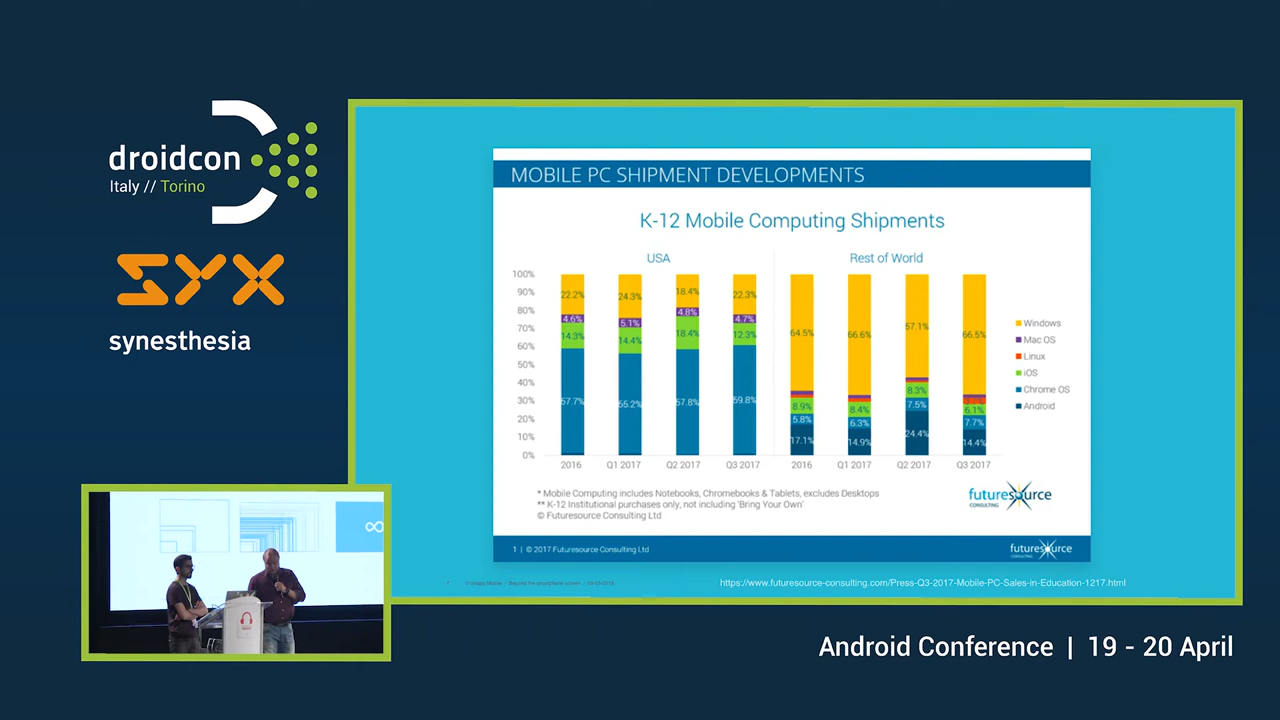 droidcon
Italy // Torino
SYX
synesthesia
MOBILE PC SHIPMENT DEVELOPMENTS
K-12 Mobile Computing Shipments
USA
Rest of World
100%
90%
80%
70%
60%
50%
40%
30%
20%
10%
0%
22.2% 24.3% 18.4% 22.3%
4.6% 5.1% 4.8% 4.7%
14.3% 14.4% 18.4% 12.3%
57.7% 55.2% 57.8% 59.8%
64.5% 66.6% 57.1% 66.5%
8.9% 8.4% 8.3% 6.1%
5.8% 6.3% 7.5% 7.7%
17.1% 14.9% 24.4% 14.4%
2016 Q1 2017 Q2 2017 Q3 2017 2016 Q1 2017 Q2 2017 Q3 2017
Windows
Mac OS
Linux
iOS
Chrome OS
Android
* Mobile Computing includes Notebooks, Chromebooks & Tablets, excludes Desktops
** K-12 Institutional purchases only, not including 'Bring Your Own'
© Futuresource Consulting Ltd
futuresource
CONSULTING
1 | © 2017 Futuresource Consulting Ltd
futuresource
CONSULTING
https://www.futuresource-consulting.com/Press-Q3-2017-Mobile-PC-Sales-in-Education-1217.html
Android Conference | 19 - 20 April